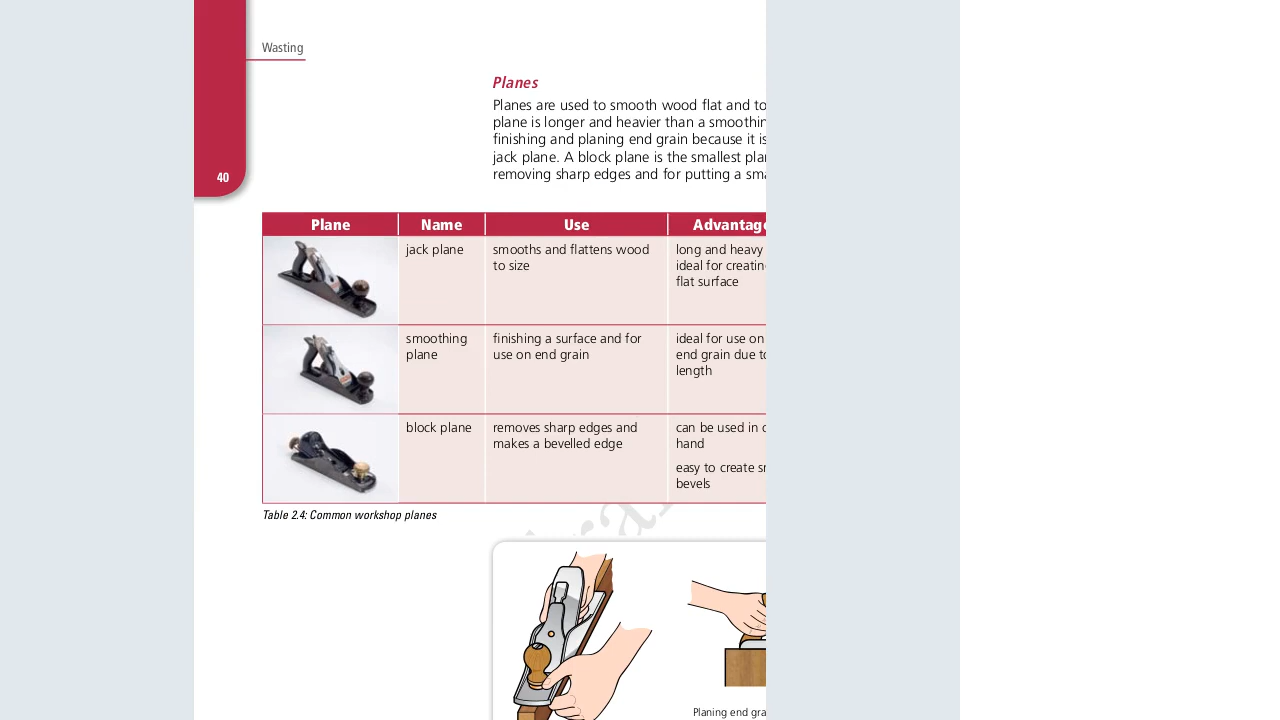 Wasting
40
Planes
Planes are used to smooth wood flat and to
plane is longer and heavier than a smoothin
finishing and planing end grain because it is
jack plane. A block plane is the smallest plan
removing sharp edges and for putting a sma
Plane Name Use Advantage
jack plane
smooths and flattens wood
to size
long and heavy
ideal for creating
flat surface
smoothing
plane
finishing a surface and for
use on end grain
ideal for use on
end grain due to
length
block plane
removes sharp edges and
makes a bevelled edge
can be used in
hand
easy to create
bevels
Table 2.4: Common workshop planes
Planing end gra